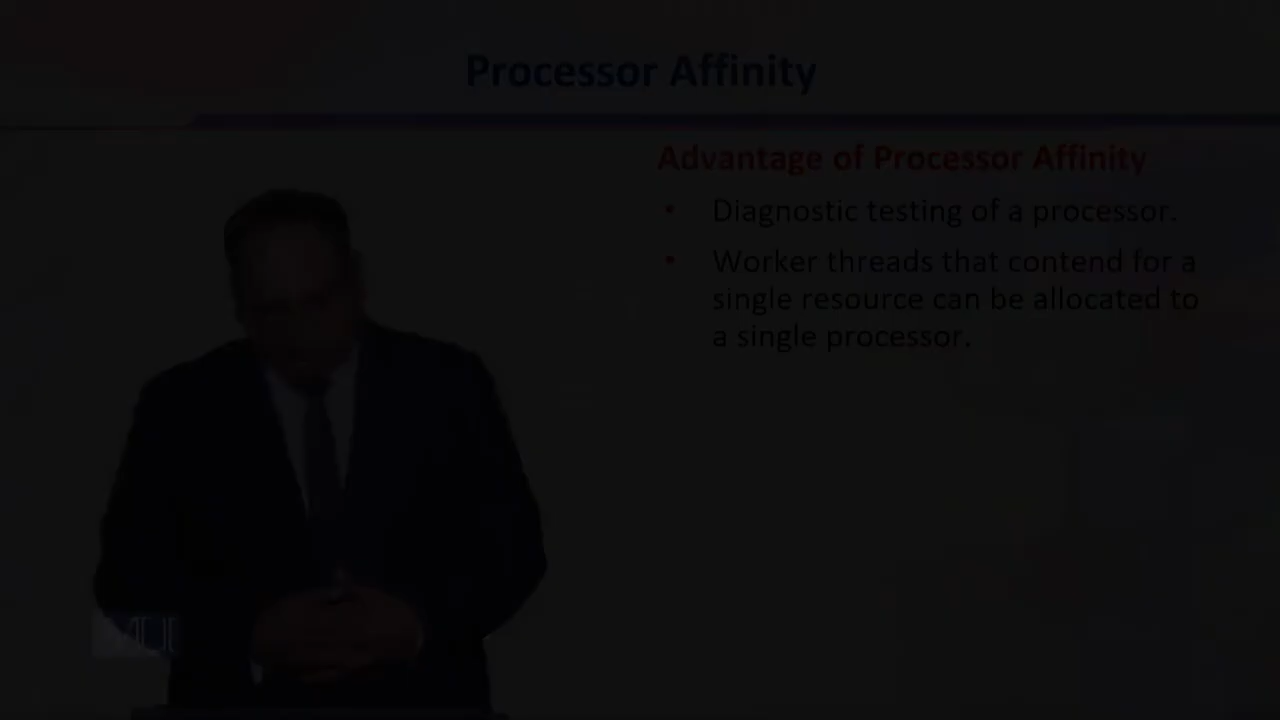 Processor Affinity
Advantage of Processor Affinity
• Diagnostic testing of a processor.
• Worker threads that contend for a
single resource can be allocated to
a single processor.